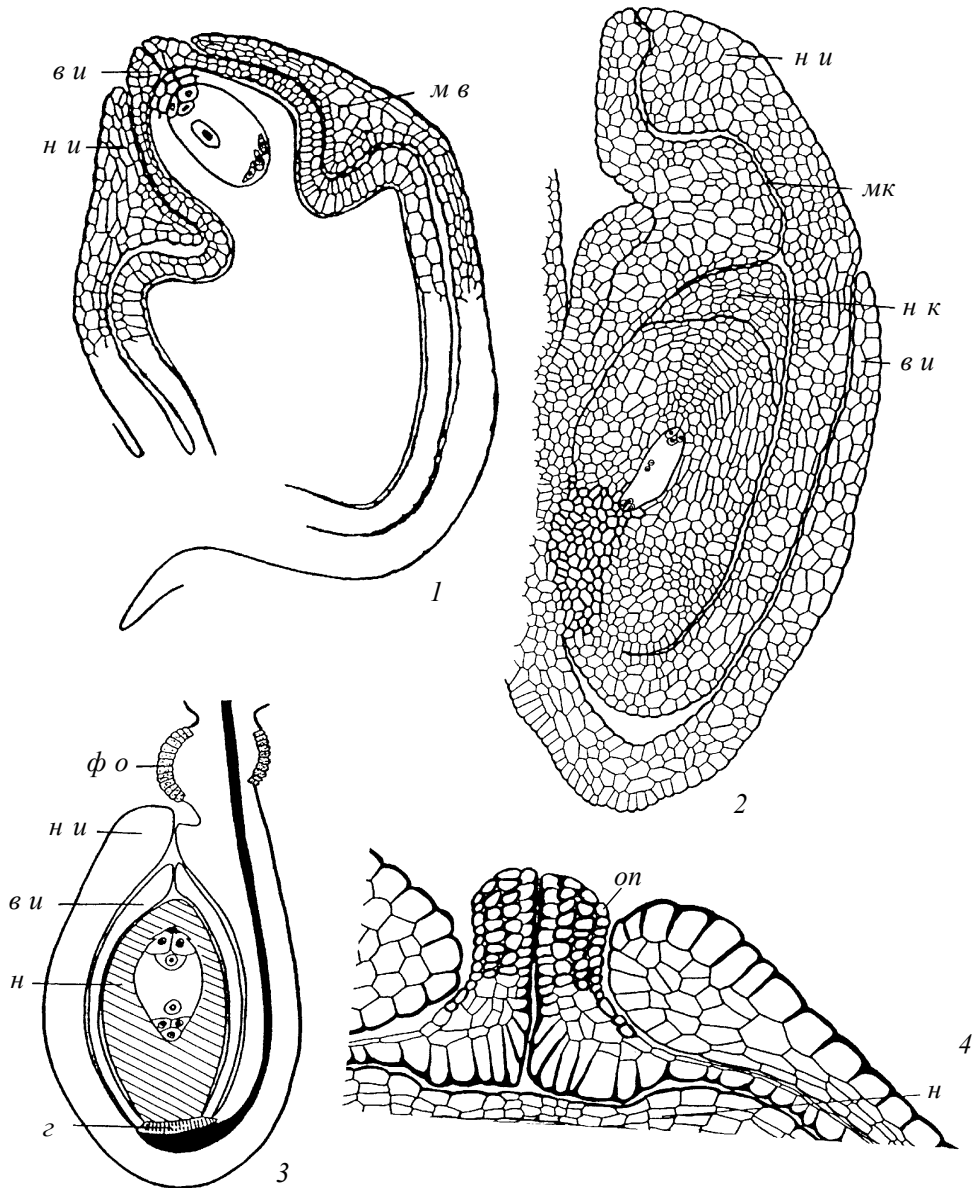 в и
н и
м в
1
н и
мк
н к
в и
2
ф о
н и
в и
н
г
3
оп
н
4